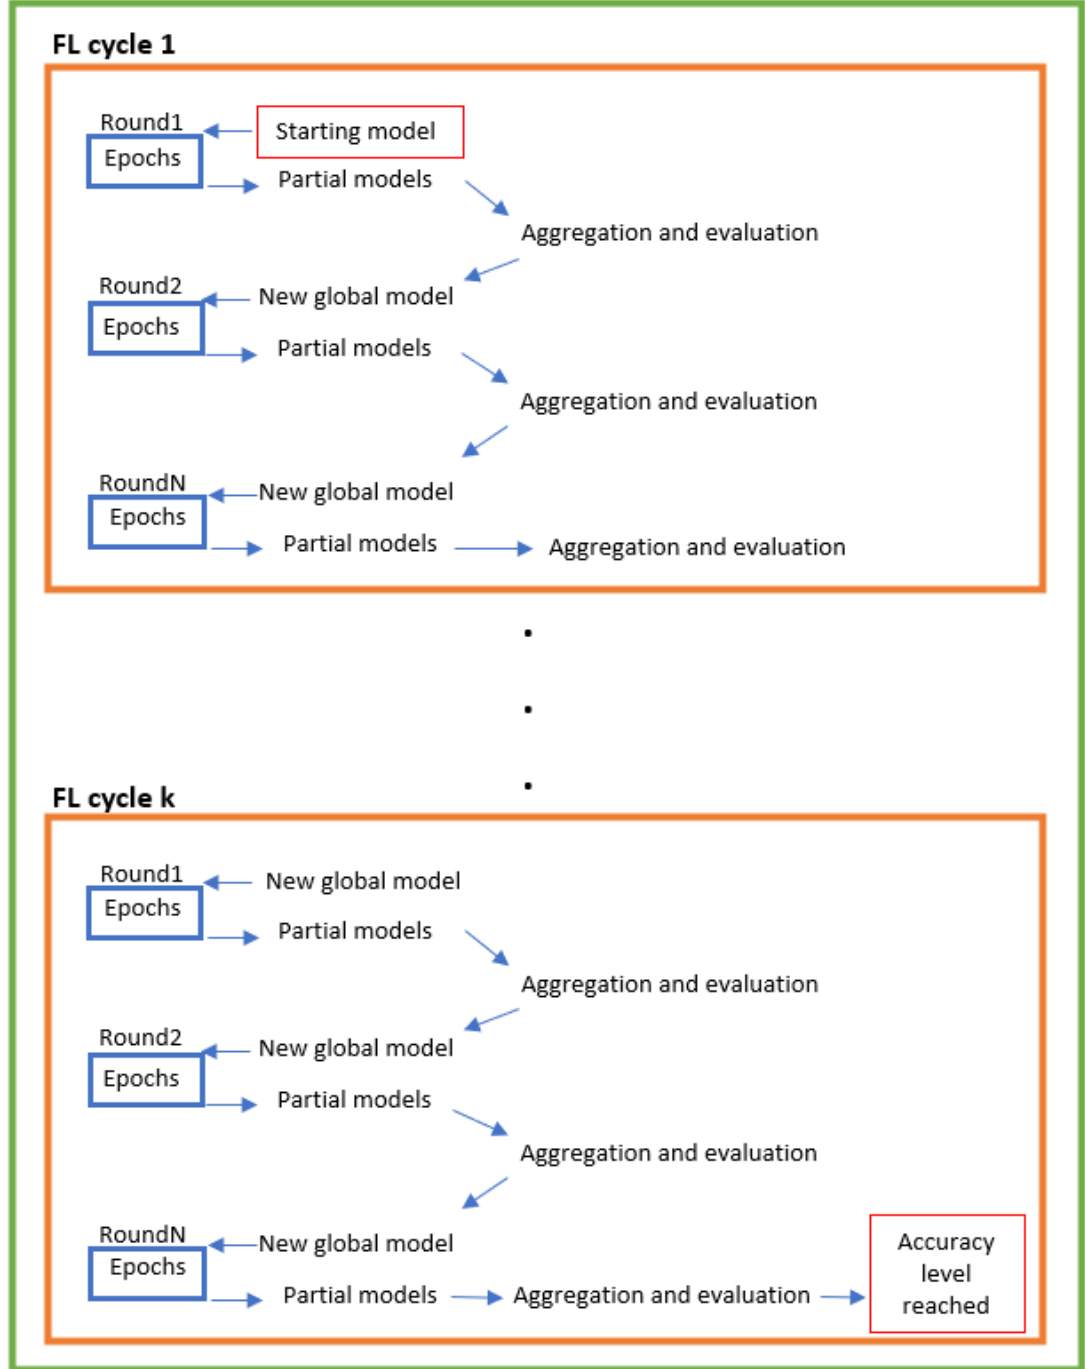 FL cycle 1
Round1
Starting model
Epochs
Partial models
Aggregation and evaluation
Round2
New global model
Epochs
Partial models
Aggregation and evaluation
RoundN
New global model
Epochs
Partial models
Aggregation and evaluation
.
.
.
FL cycle k
Round1
New global model
Epochs
Partial models
Aggregation and evaluation
Round2
New global model
Epochs
Partial models
Aggregation and evaluation
RoundN
New global model
Epochs
Partial models
Aggregation and evaluation
Accuracy
level
reached